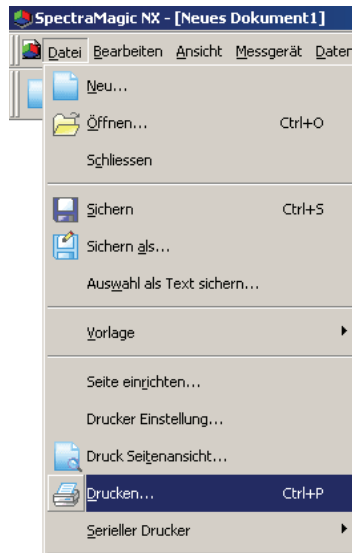 SpectraMagic NX - [Neues Dokument1]
Datei Bearbeiten Ansicht Messgerät Daten
Neu...
Öffnen... Ctrl+O
Schliessen
Sichern Ctrl+S
Sichern als...
Auswahl als Text sichern...
Vorlage
Seite einrichten...
Drucker Einstellung...
Druck Seitenansicht...
Drucken... Ctrl+P
Serieller Drucker